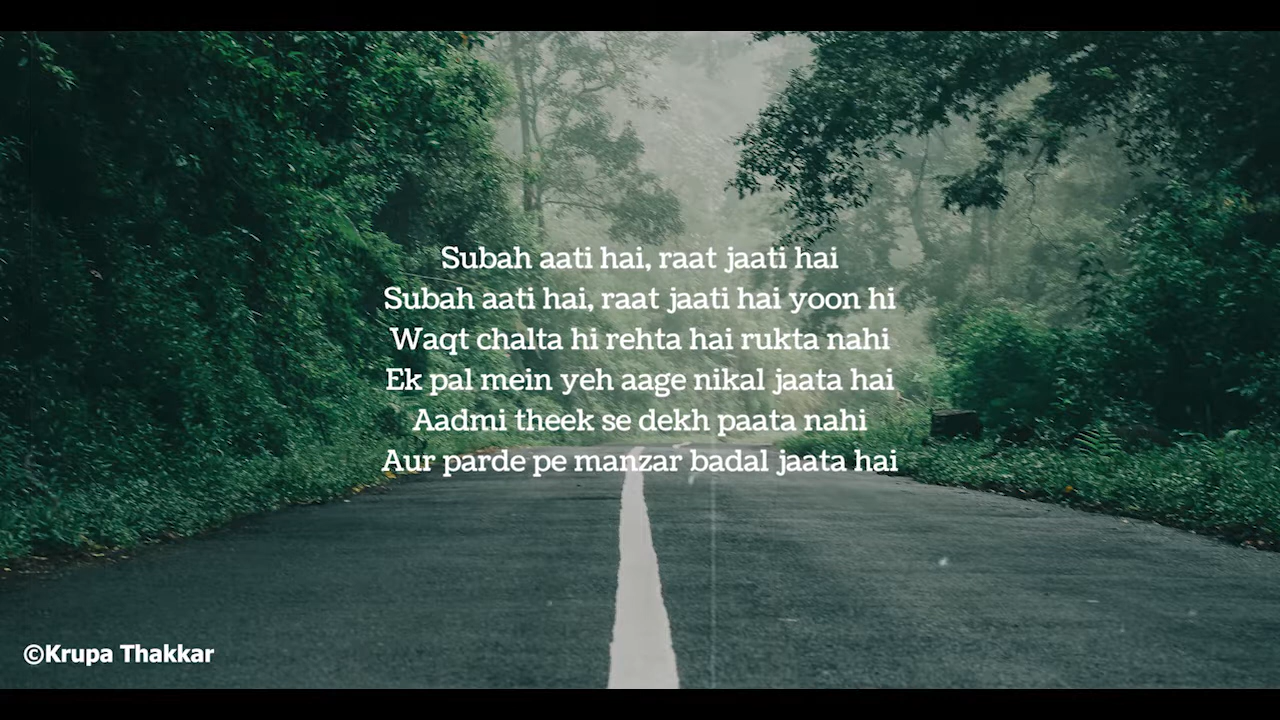 Subah aati hai, raat jaati hai
Subah aati hai, raat jaati hai yoon hi
Waqt chalta hi rehta hai rukta nahi
Ek pal mein yeh aage nikal jaata hai
Aadmi theek se dekh paata nahi
Aur parde pe manzar badal jaata hai
©Krupa Thakkar